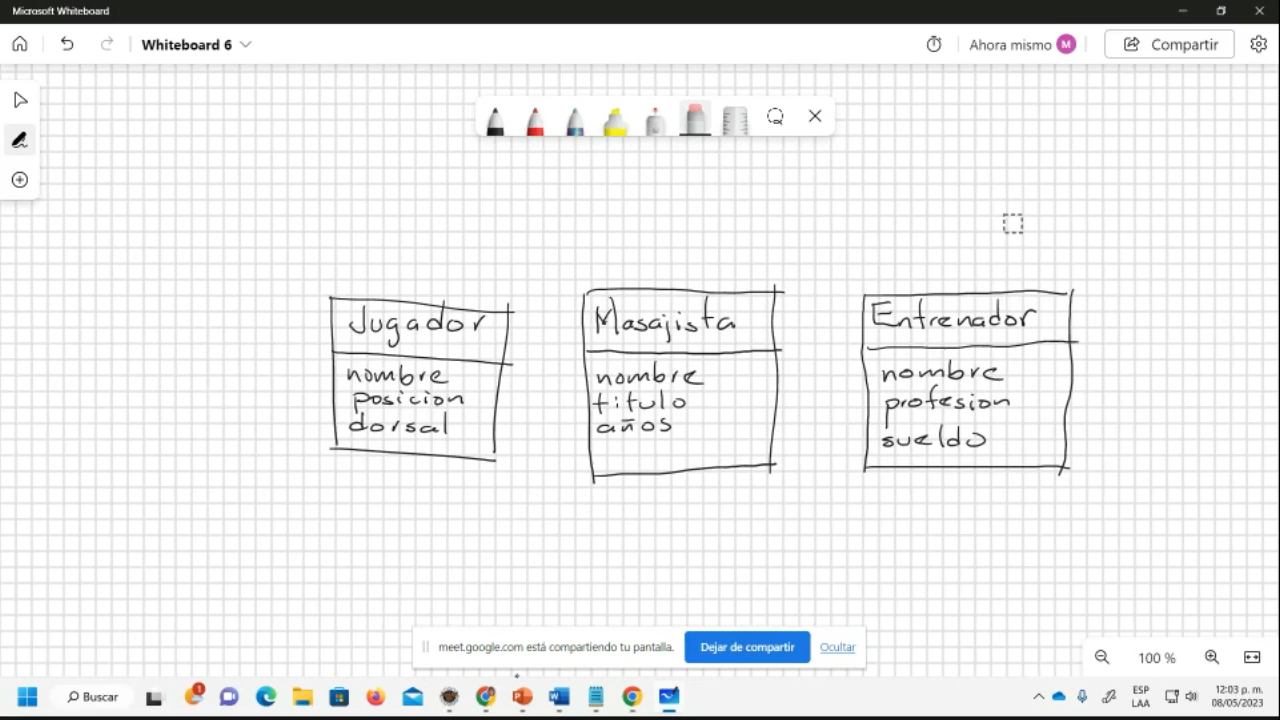 Microsoft Whiteboard
Whiteboard 6
Ahora mismo
M
Compartir
Jugador
nombre
posicion
dorsal
Masajista
nombre
titulo
años
Entrenador
nombre
profesion
sueldo
meet.google.com está compartiendo tu pantalla.
Dejar de compartir
Ocultar
100 %
Buscar
1
ESP
LAA
12:03 p. m.
08/05/2023